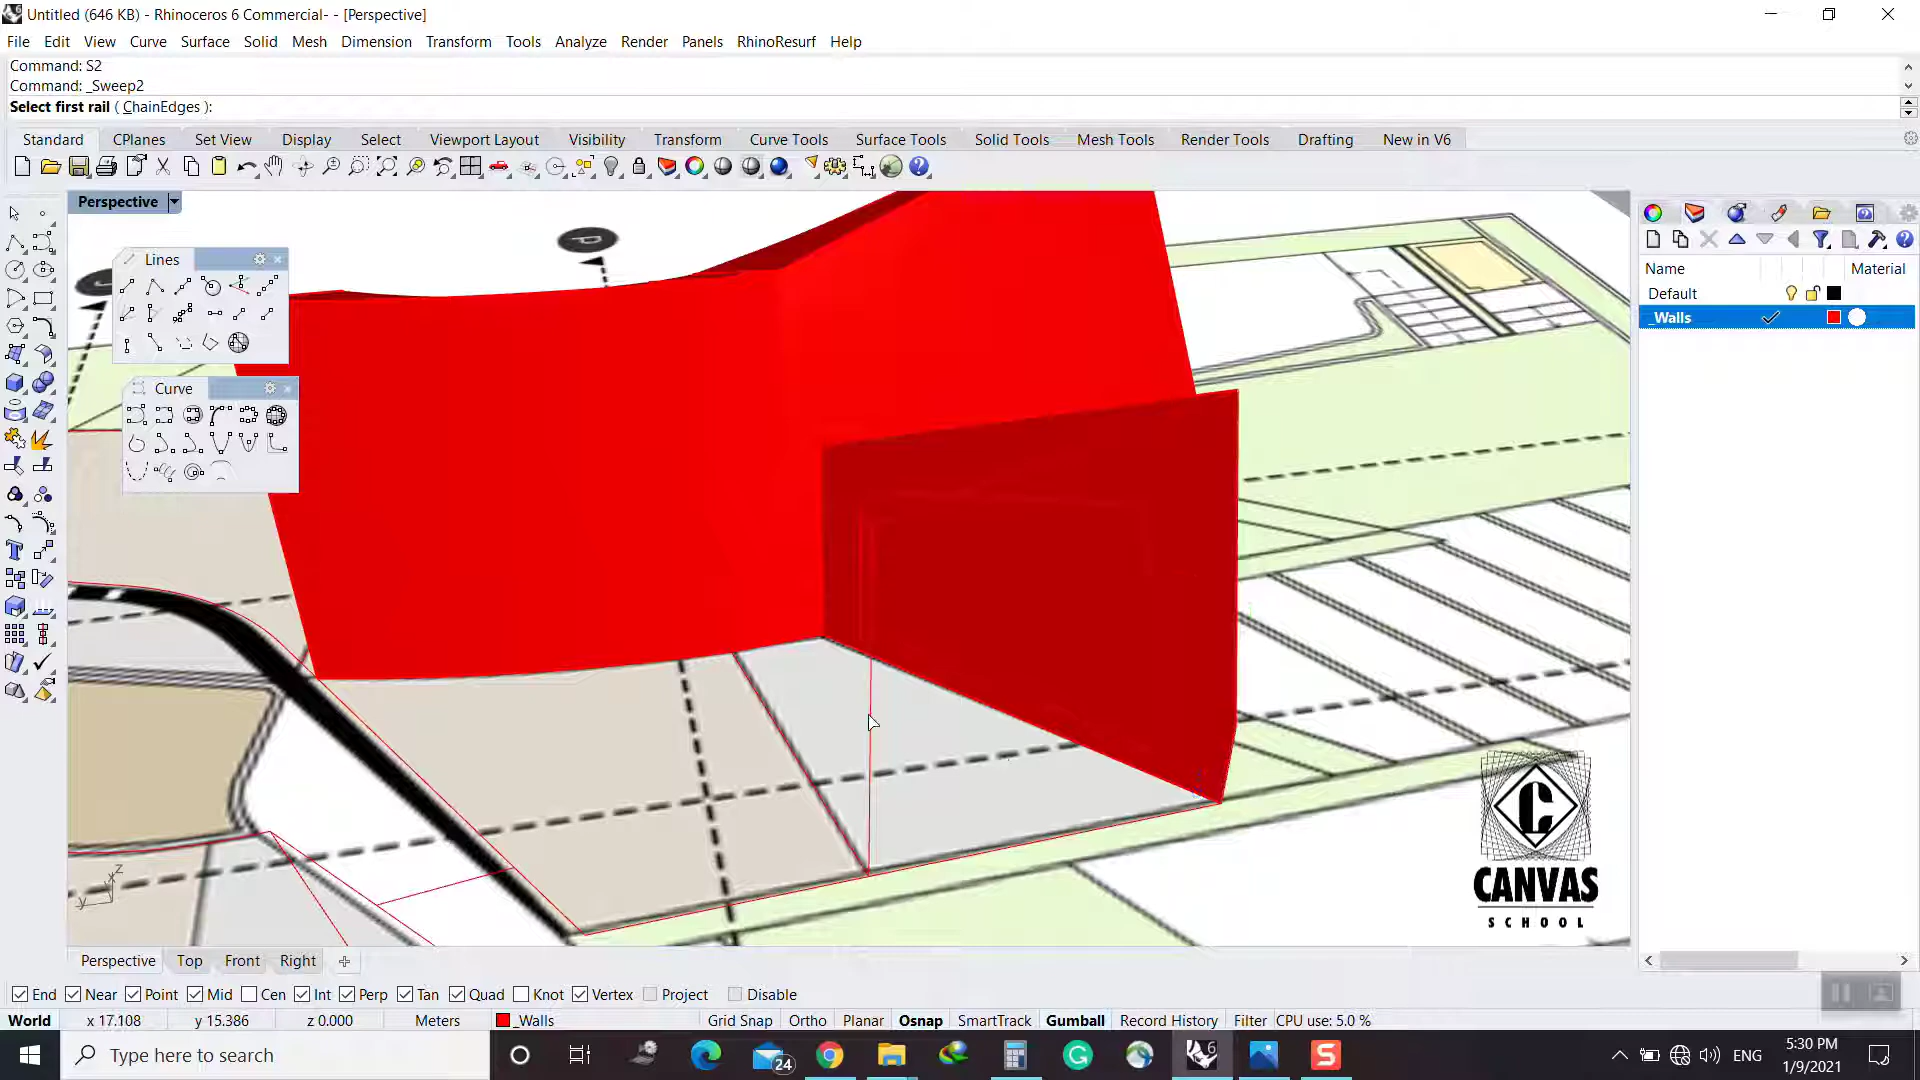 Untitled (646 KB) - Rhinoceros 6 Commercial- - [Perspective]
File Edit View Curve Surface Solid Mesh Dimension Transform Tools Analyze Render Panels RhinoResurf Help
Command: S2
Command: _Sweep2
Select first rail ( ChainEdges ):
Standard CPlanes Set View Display Select Viewport Layout Visibility Transform Curve Tools Surface Tools Solid Tools Mesh Tools Render Tools Drafting New in V6
Perspective
P
Lines
Curve
Name Material
Default
_Walls
z
x
y
CANVAS
SCHOOL
Perspective Top Front Right
End Near Point Mid Cen Int Perp Tan Quad Knot Vertex Project Disable
World x 17.108 y 15.386 z 0.000 Meters _Walls Grid Snap Ortho Planar Osnap SmartTrack Gumball Record History Filter CPU use: 5.0 %
Type here to search
24
ENG
5:30 PM
1/9/2021